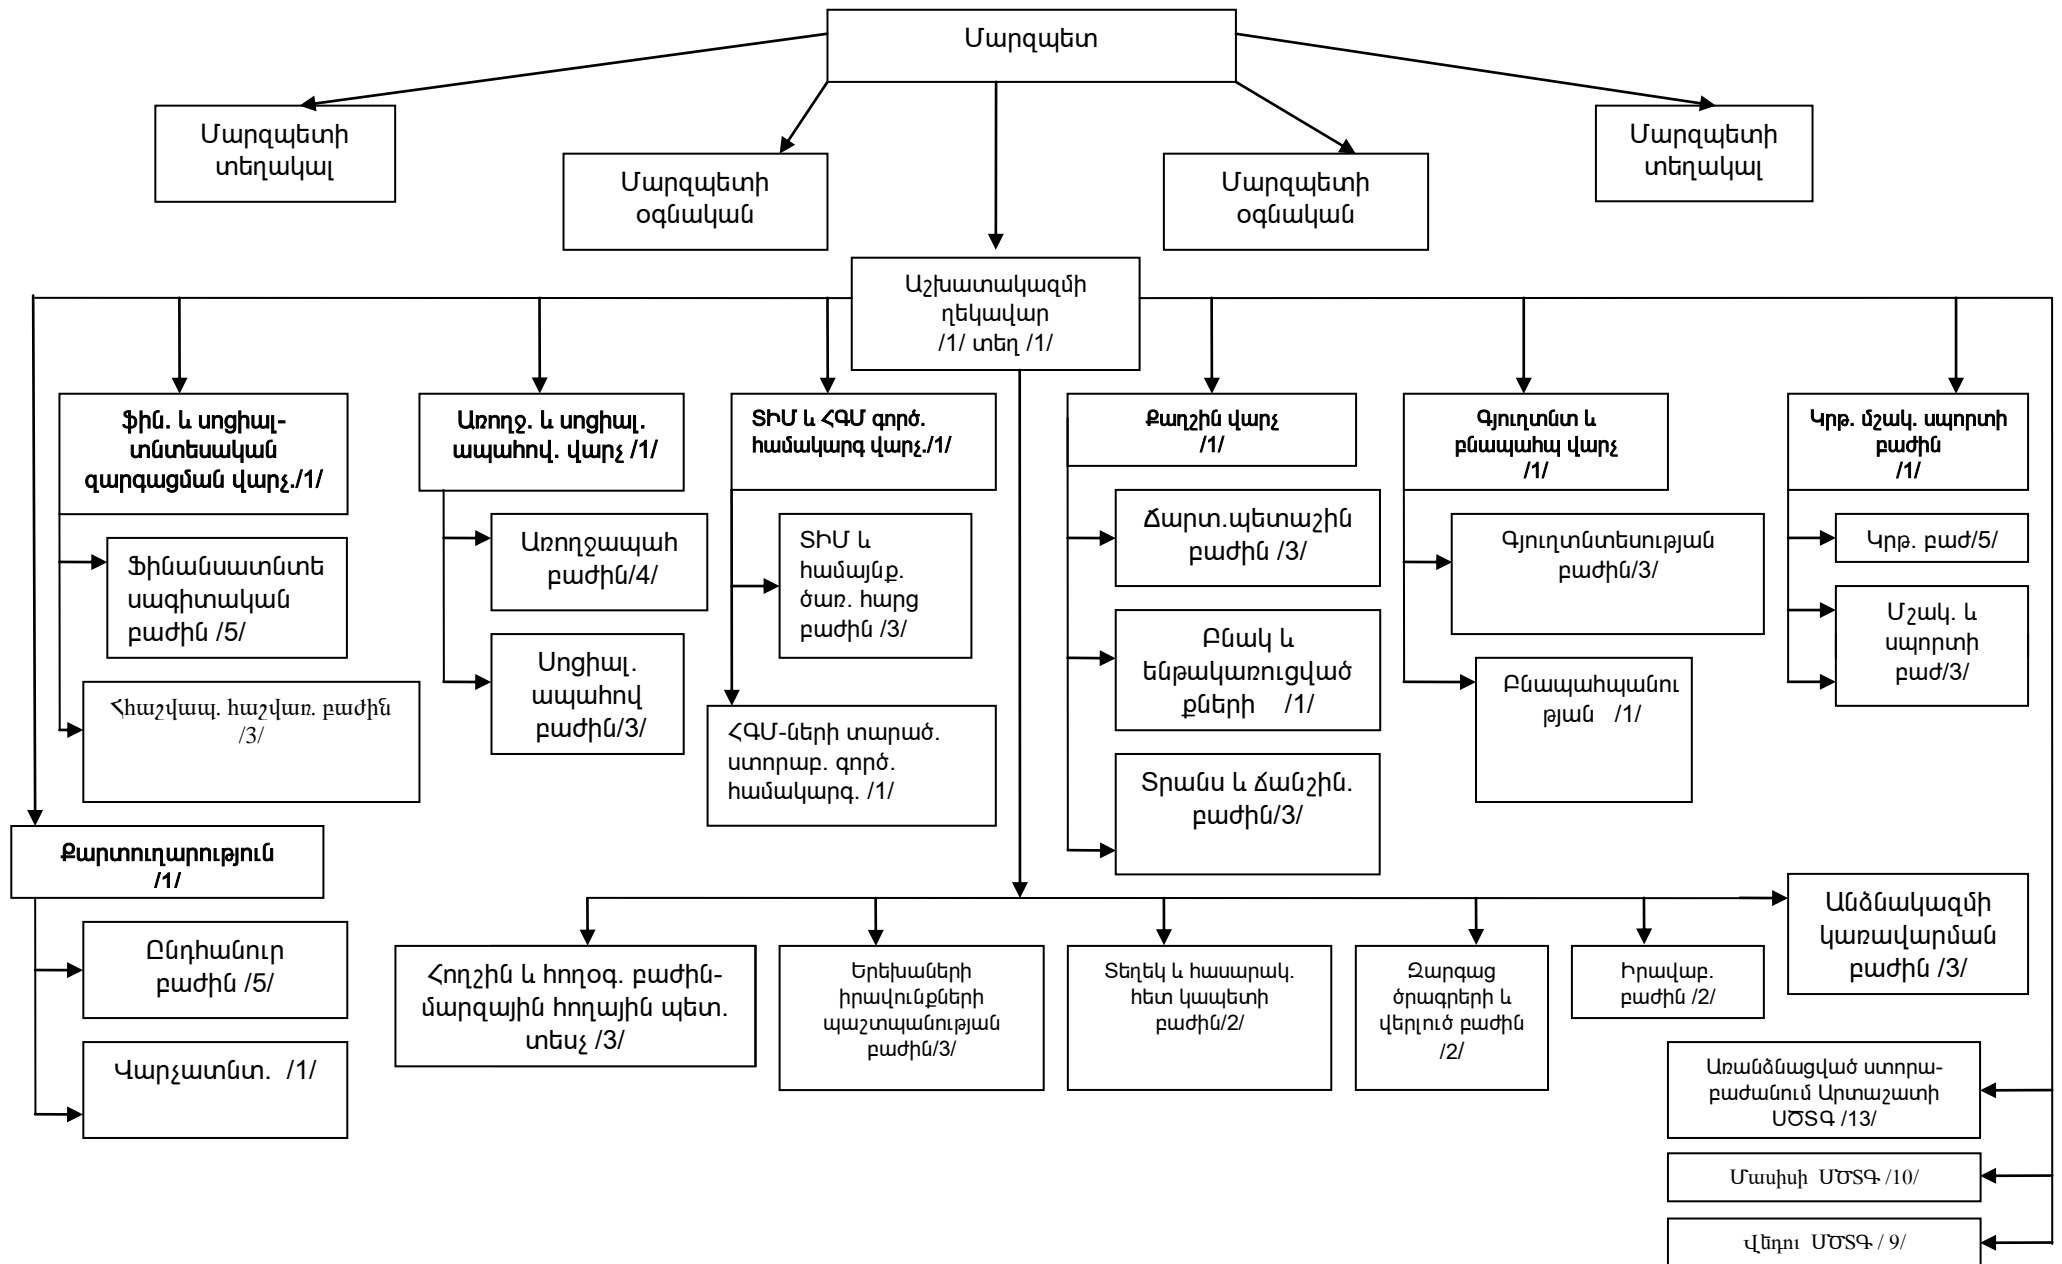 Մարզպետ
Մարզպետի
տեղակալ
Մարզպետի
օգնական
Մարզպետի
օգնական
Մարզպետի
տեղակալ
Աշխատակազմի
ղեկավար
/1/ տեղ /1/
ֆին. և սոցիալ-
տնտեսական
զարգացման վարչ./1/
Ֆինանսատնտե
սագիտական
բաժին /5/
Հհաշվապ. հաշվառ. բաժին
/3/
Առողջ. և սոցիալ.
ապահով. վարչ /1/
Առողջապահ
բաժին/4/
Սոցիալ.
ապահով
բաժին/3/
ՏԻՄ և ՀԳՄ գործ.
համակարգ վարչ./1/
ՏԻՄ և
համայնք.
ծառ. հարց
բաժին /3/
ՀԳՄ-ների տարած.
ստորաբ. գործ.
համակարգ. /1/
Քաղշին վարչ
/1/
Ճարտ.պետաշին
բաժին /3/
Բնակ և
ենթակառուցված
քների /1/
Տրանս և Ճանշին.
բաժին/3/
Գյուղտնտ և
բնապահպ վարչ
/1/
Գյուղտնտեսության
բաժին/3/
Բնապահպանու
թյան /1/
Կրթ. մշակ. սպորտի
բաժին
/1/
Կրթ. բաժ/5/
Մշակ. և
սպորտի
բաժ/3/
Քարտուղարություն
/1/
Ընդհանուր
բաժին /5/
Վարչատնտ. /1/
Հողշին և հողօգ. բաժին-
մարզային հողային պետ.
տեսչ /3/
Երեխաների
իրավունքների
պաշտպանության
բաժին/3/
Տեղեկ և հասարակ.
հետ կապետի
բաժին/2/
Զարգաց
ծրագրերի և
վերլուծ բաժին
/2/
Իրավաբ.
բաժին /2/
Անձնակազմի
կառավարման
բաժին /3/
Առանձնացված ստորա-
բաժանում Արտաշատի
ՍԾՏԳ /13/
Մասիսի ՍԾՏԳ /10/
Վեդու ՍԾՏԳ / 9/